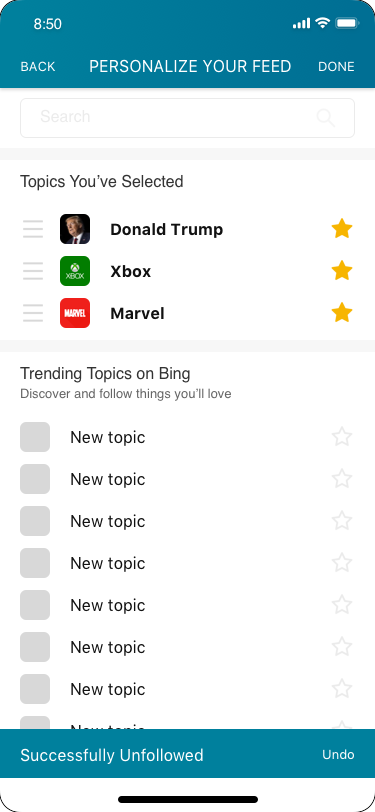 8:50
BACK PERSONALIZE YOUR FEED DONE
Search
Topics You've Selected
Donald Trump
XBOX
Xbox
MARVEL
Marvel
Trending Topics on Bing
Discover and follow things you'll love
New topic
New topic
New topic
New topic
New topic
New topic
New topic
New topic
Successfully Unfollowed Undo